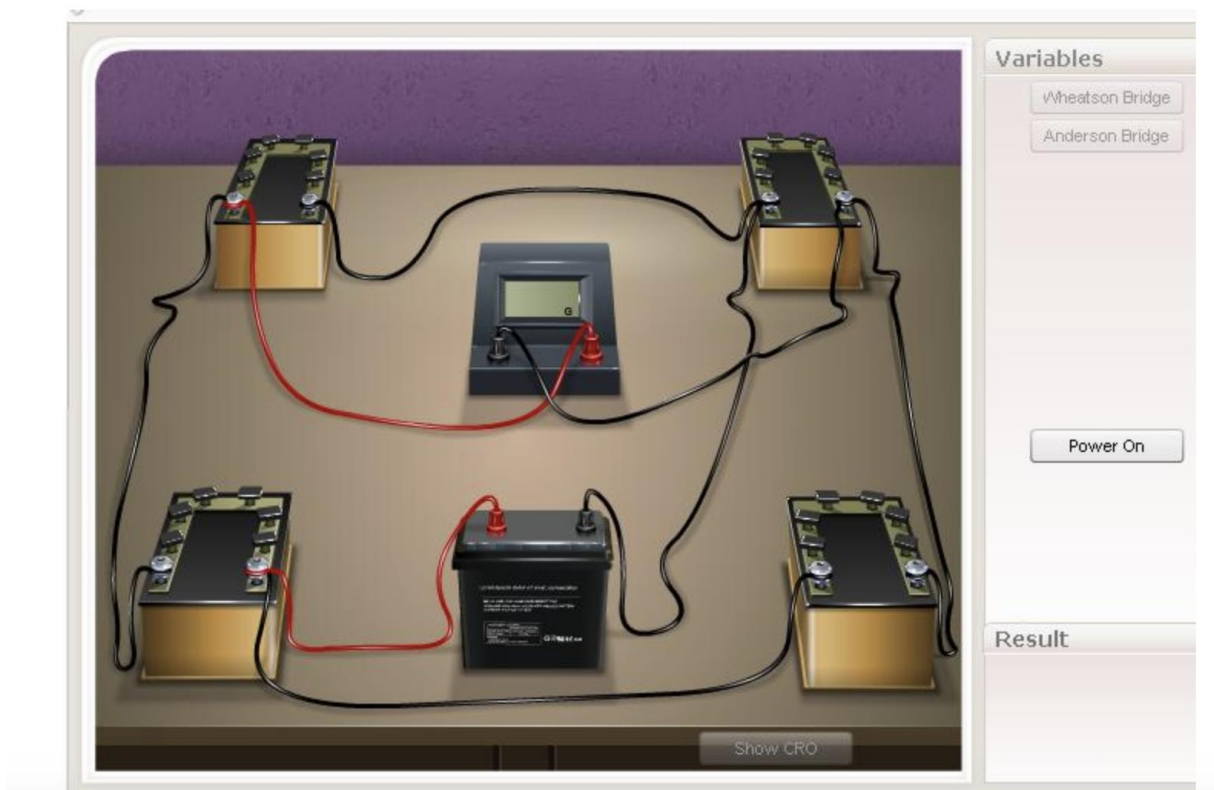 Variables
Wheatson Bridge
Anderson Bridge
G
Power On
Result
Show CRO